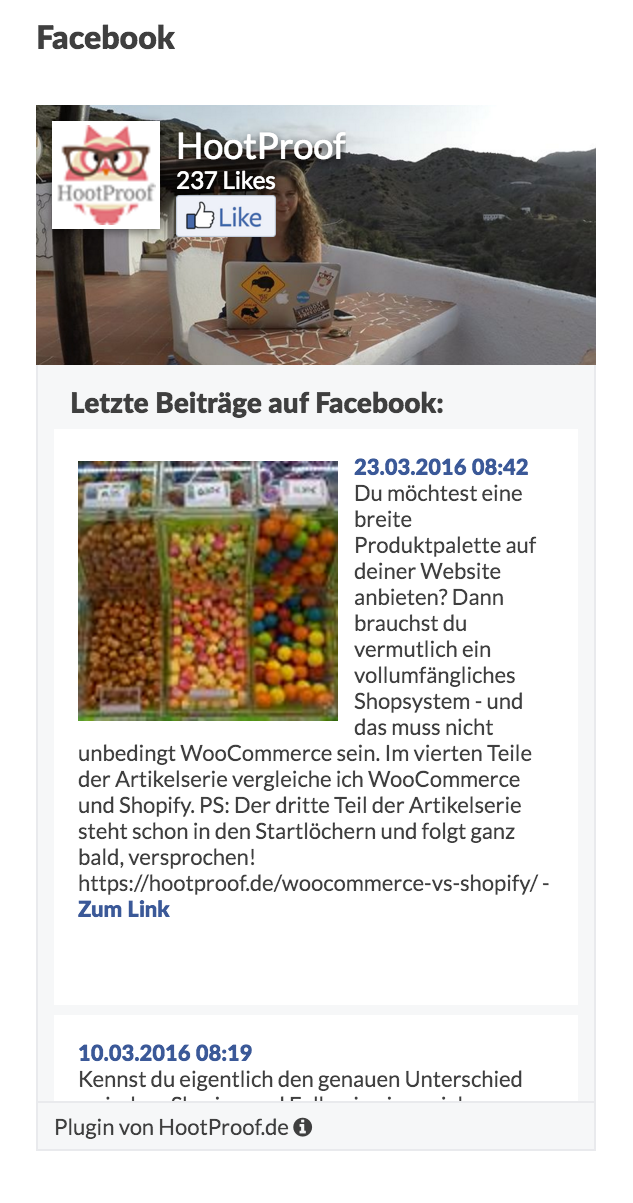 Facebook
HootProof
HootProof
237 Likes
Like
Letzte Beiträge auf Facebook:
23.03.2016 08:42
Du möchtest eine
breite
Produktpalette auf
deiner Website
anbieten? Dann
brauchst du
vermutlich ein
vollumfängliches
Shopsystem - und
das muss nicht
unbedingt WooCommerce sein. Im vierten Teile
der Artikelserie vergleiche ich WooCommerce
und Shopify. PS: Der dritte Teil der Artikelserie
steht schon in den Startlöchern und folgt ganz
bald, versprochen!
https://hootproof.de/woocommerce-vs-shopify/ -
Zum Link
10.03.2016 08:19
Kennst du eigentlich den genauen Unterschied
Plugin von HootProof.de